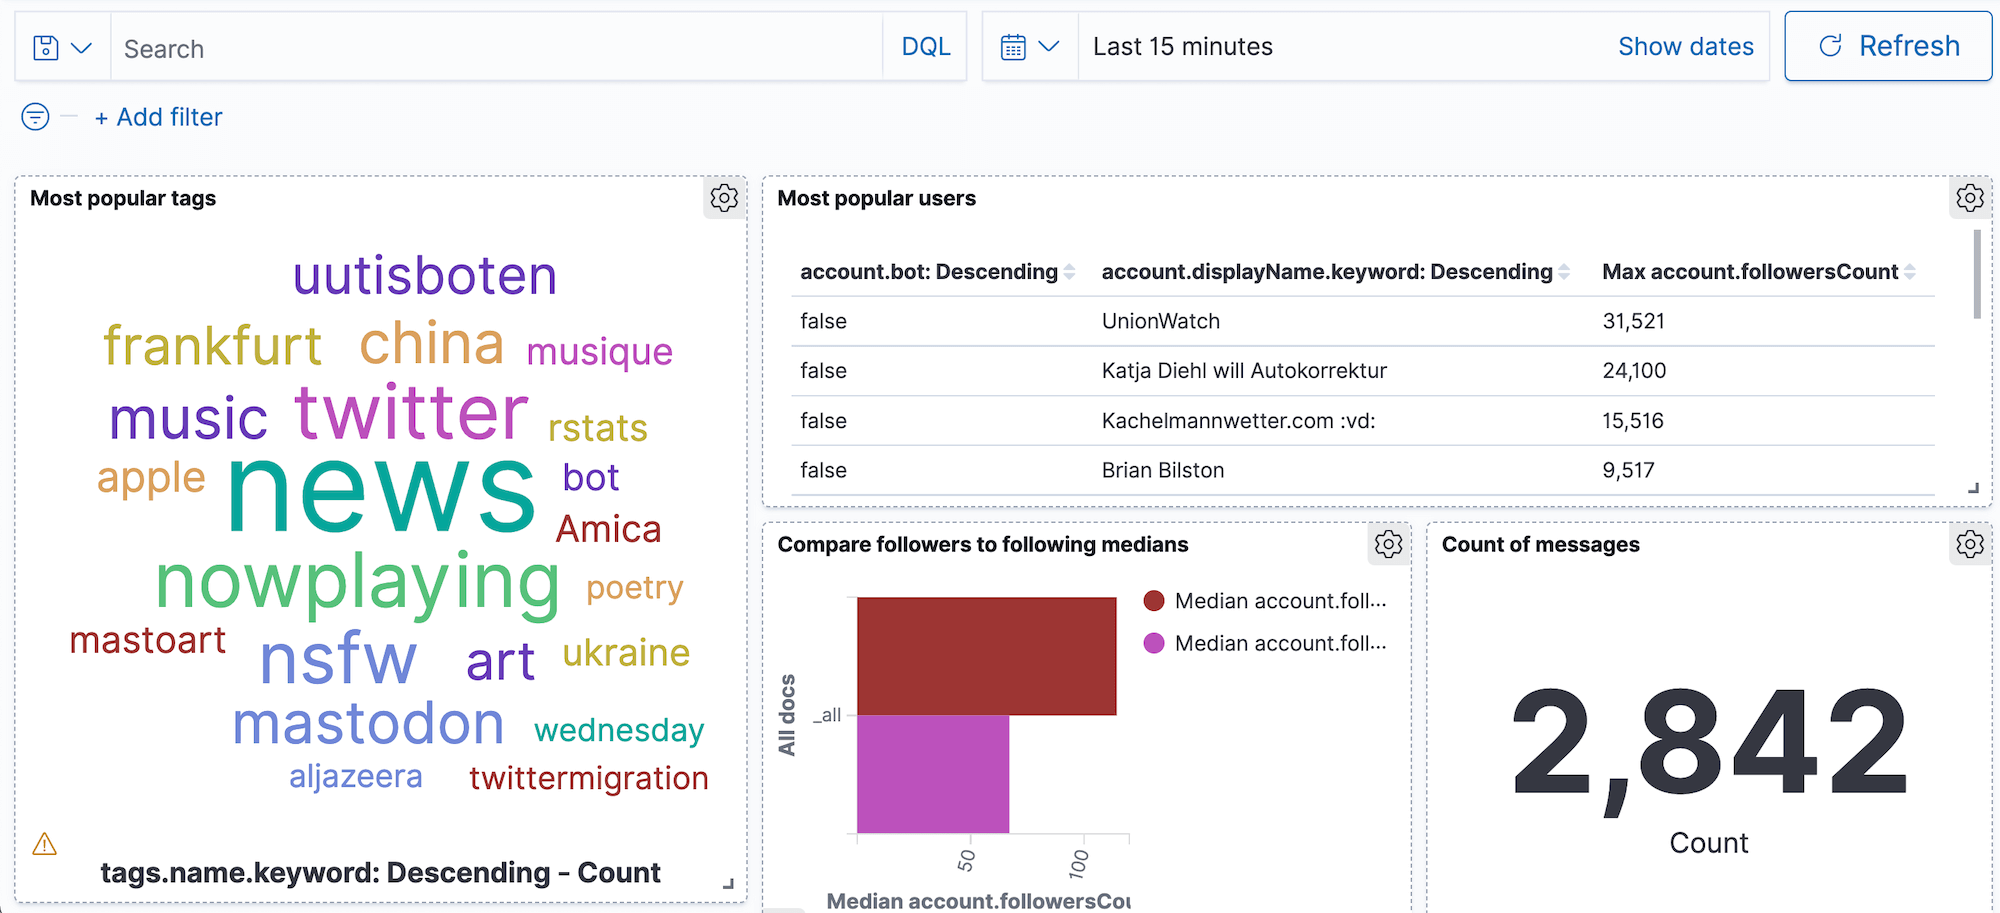 Search
DQL
Last 15 minutes
Show dates
Refresh
+ Add filter
Most popular tags
uutisboten
frankfurt china musique
music twitter rstats
apple news bot
Amica
nowplaying poetry
mastoart nsfw art ukraine
mastodon wednesday
aljazeera twittermigration
tags.name.keyword: Descending - Count
Most popular users
account.bot: Descending account.displayName.keyword: Descending Max account.followersCount
false UnionWatch 31,521
false Katja Diehl will Autokorrektur 24,100
false Kachelmannwetter.com :vd: 15,516
false Brian Bilston 9,517
Compare followers to following medians
Median account.foll...
Median account.foll...
All docs
_all
50
100
Median account.followersCou
Count of messages
2,842
Count